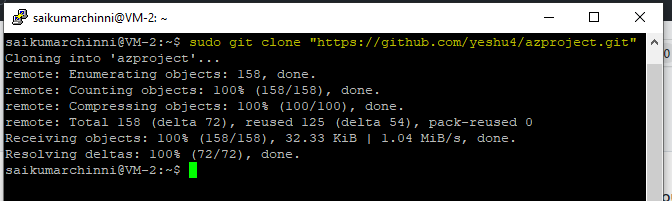 saikumarchinni@VM-2: ~
saikumarchinni@VM-2:~$ sudo git clone "https://github.com/yeshu4/azproject.git"
Cloning into 'azproject'...
remote: Enumerating objects: 158, done.
remote: Counting objects: 100% (158/158), done.
remote: Compressing objects: 100% (100/100), done.
remote: Total 158 (delta 72), reused 125 (delta 54), pack-reused 0
Receiving objects: 100% (158/158), 32.33 KiB | 1.04 MiB/s, done.
Resolving deltas: 100% (72/72), done.
saikumarchinni@VM-2:~$